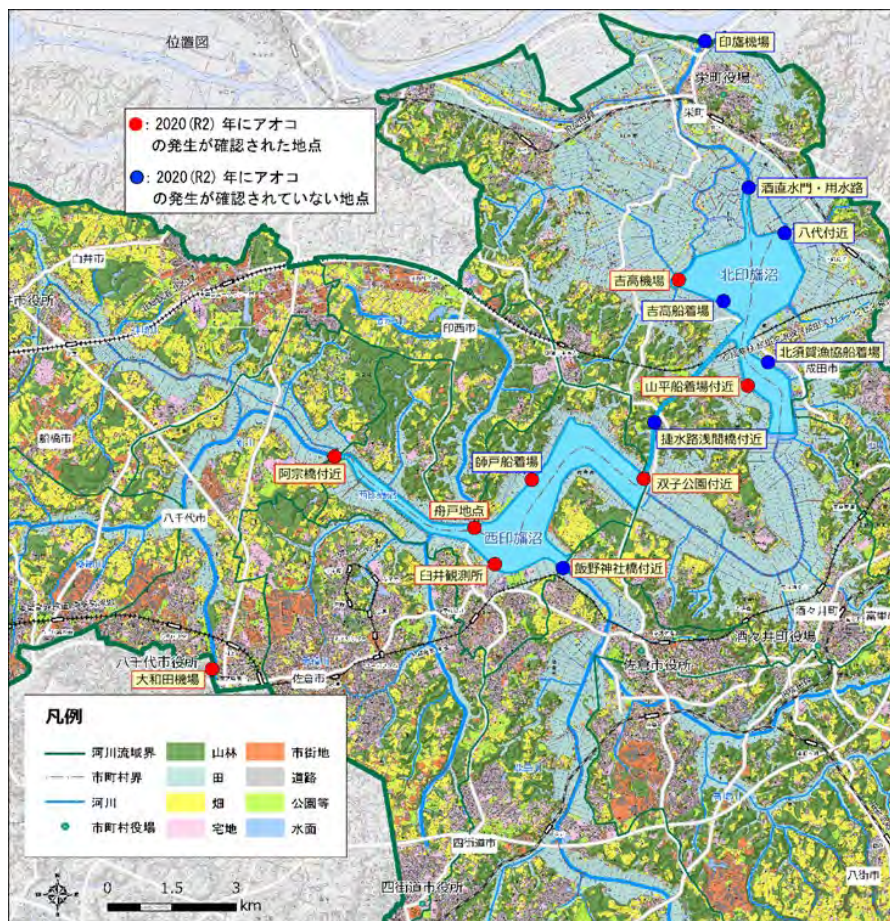 位置図
印旛機場
栄町役場
●: 2020(R2) 年にアオコ
の発生が確認された地点
●: 2020(R2) 年にアオコ
の発生が確認されていない地点
栄町
酒直水門・用水路
八代付近
白井市
北印旛沼
吉高機場
吉高船着場
印西市
北須賀漁協船着場
成田市
山平船着場付近
船橋市
捷水路浅間橋付近
師戸船着場
双子公園付近
阿宗橋付近
舟戸地点
八千代市
西印旛沼
臼井観測所
飯野神社橋付近
酒々井町
酒々井町役場
佐倉市役所
八千代市役所
大和田機場
佐倉市
凡例
河川流域界
山林
市街地
市町村界
田
道路
河川
畑
公園等
市町村役場
宅地
水面
四街道市
四街道市役所
八街市
0 1.5 3
km